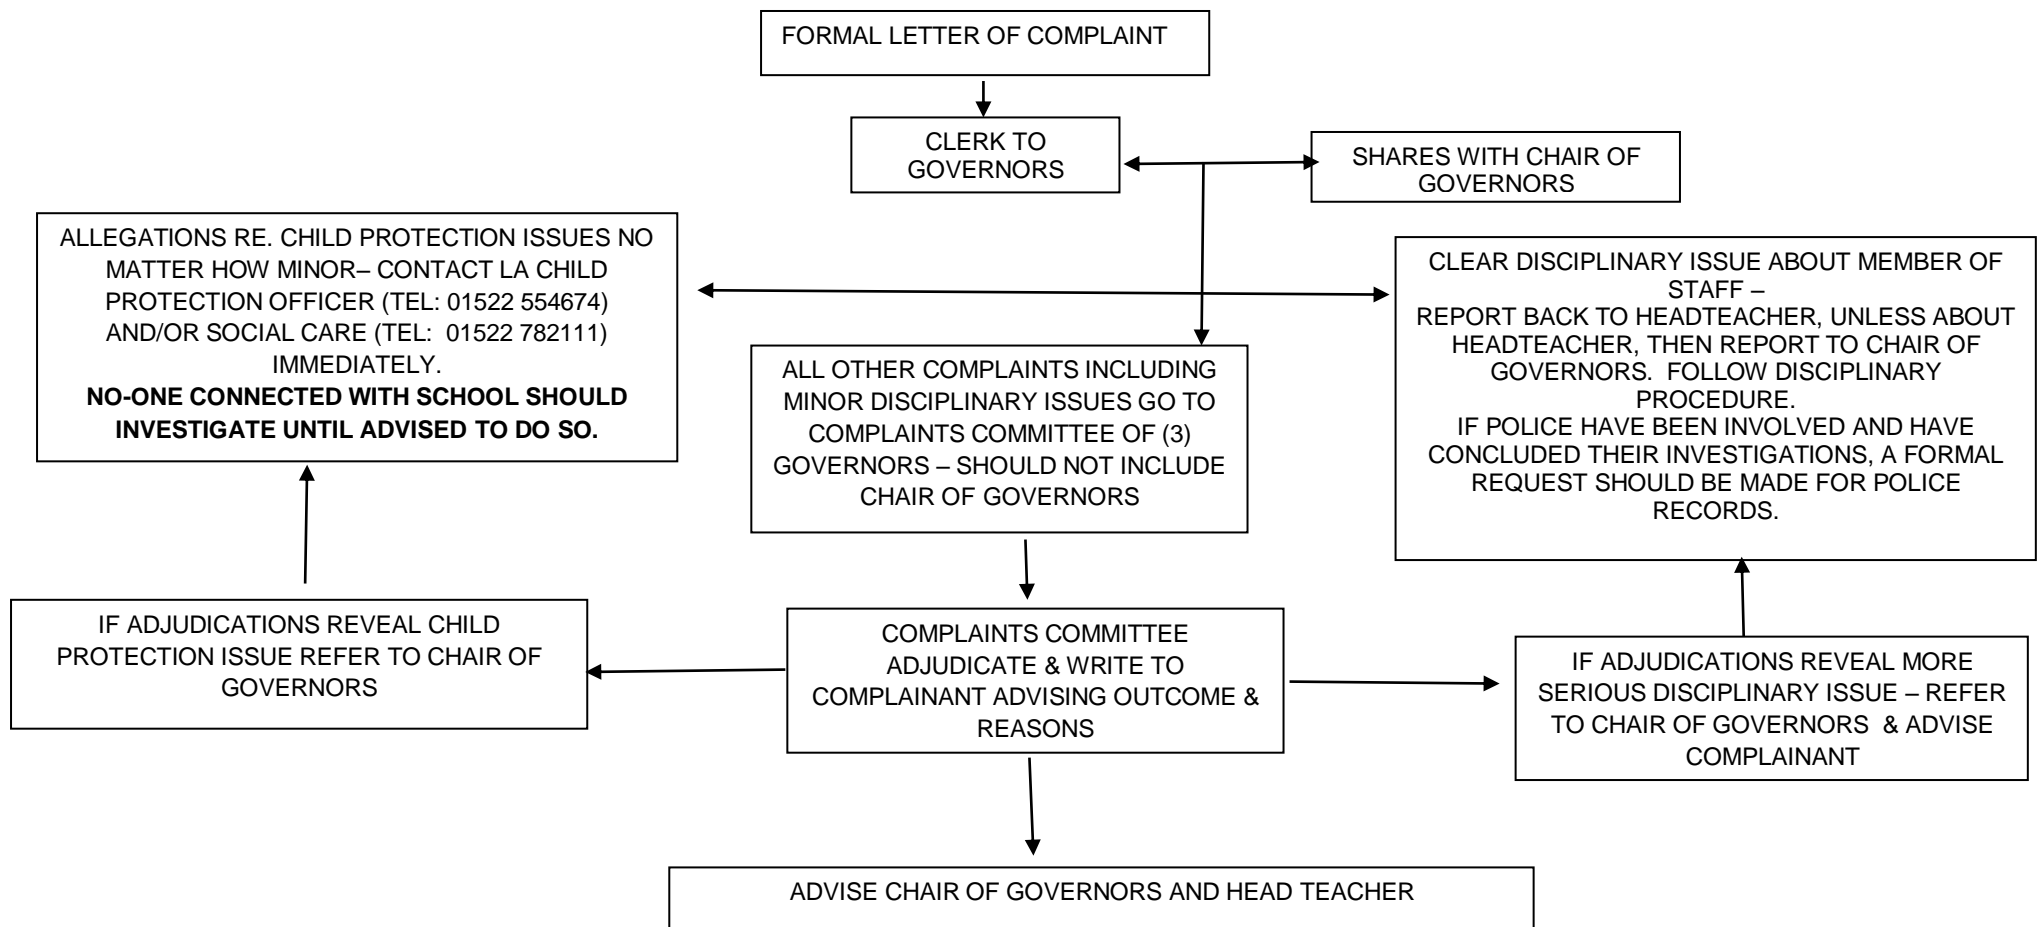 FORMAL LETTER OF COMPLAINT
CLERK TO
GOVERNORS
SHARES WITH CHAIR OF
GOVERNORS
ALLEGATIONS RE. CHILD PROTECTION ISSUES NO
MATTER HOW MINOR– CONTACT LA CHILD
PROTECTION OFFICER (TEL: 01522 554674)
AND/OR SOCIAL CARE (TEL:  01522 782111)
IMMEDIATELY.
NO-ONE CONNECTED WITH SCHOOL SHOULD
INVESTIGATE UNTIL ADVISED TO DO SO.
ALL OTHER COMPLAINTS INCLUDING
MINOR DISCIPLINARY ISSUES GO TO
COMPLAINTS COMMITTEE OF (3)
GOVERNORS – SHOULD NOT INCLUDE
CHAIR OF GOVERNORS
CLEAR DISCIPLINARY ISSUE ABOUT MEMBER OF
STAFF –
REPORT BACK TO HEADTEACHER, UNLESS ABOUT
HEADTEACHER, THEN REPORT TO CHAIR OF
GOVERNORS.  FOLLOW DISCIPLINARY
PROCEDURE.
IF POLICE HAVE BEEN INVOLVED AND HAVE
CONCLUDED THEIR INVESTIGATIONS, A FORMAL
REQUEST SHOULD BE MADE FOR POLICE
RECORDS.
IF ADJUDICATIONS REVEAL CHILD
PROTECTION ISSUE REFER TO CHAIR OF
GOVERNORS
COMPLAINTS COMMITTEE
ADJUDICATE & WRITE TO
COMPLAINANT ADVISING OUTCOME &
REASONS
IF ADJUDICATIONS REVEAL MORE
SERIOUS DISCIPLINARY ISSUE – REFER
TO CHAIR OF GOVERNORS  & ADVISE
COMPLAINANT
ADVISE CHAIR OF GOVERNORS AND HEAD TEACHER